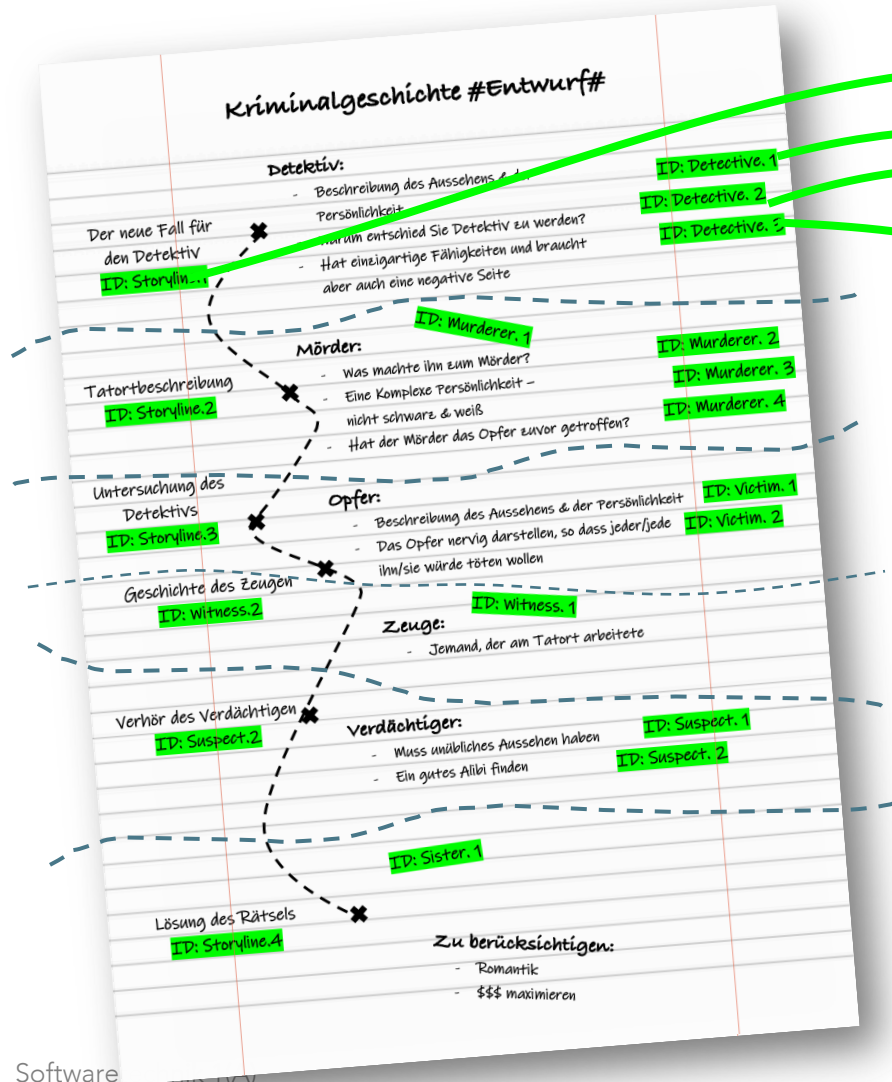 Kriminalgeschichte #Entwurf#
Detektiv:
- Beschreibung des Aussehens &
Persönlichkeit
- Warum entschied Sie Detektiv zu werden?
- Hat einzigartige Fähigkeiten und braucht
aber auch eine negative Seite
ID: Detective. 1
ID: Detective. 2
ID: Detective. 3
Der neue Fall für
den Detektiv
ID: Storyline.1
ID: Murderer. 1
Mörder:
- Was machte ihn zum Mörder?
- Eine Komplexe Persönlichkeit –
nicht schwarz & weiß
- Hat der Mörder das Opfer zuvor getroffen?
ID: Murderer. 2
ID: Murderer. 3
ID: Murderer. 4
Tatortbeschreibung
ID: Storyline.2
Untersuchung des
Detektivs
ID: Storyline.3
Opfer:
- Beschreibung des Aussehens & der Persönlichkeit
- Das Opfer nervig darstellen, so dass jeder/jede
ihn/sie würde töten wollen
ID: Victim. 1
ID: Victim. 2
Geschichte des Zeugen
ID: Witness.2
ID: Witness. 1
Zeuge:
- Jemand, der am Tatort arbeitete
Verhör des Verdächtigen
ID: Suspect.2
Verdächtiger:
- Muss unübliches Aussehen haben
- Ein gutes Alibi finden
ID: Suspect. 1
ID: Suspect. 2
ID: Sister. 1
Lösung des Rätsels
ID: Storyline.4
Zu berücksichtigen:
- Romantik
- $$$ maximieren
Software